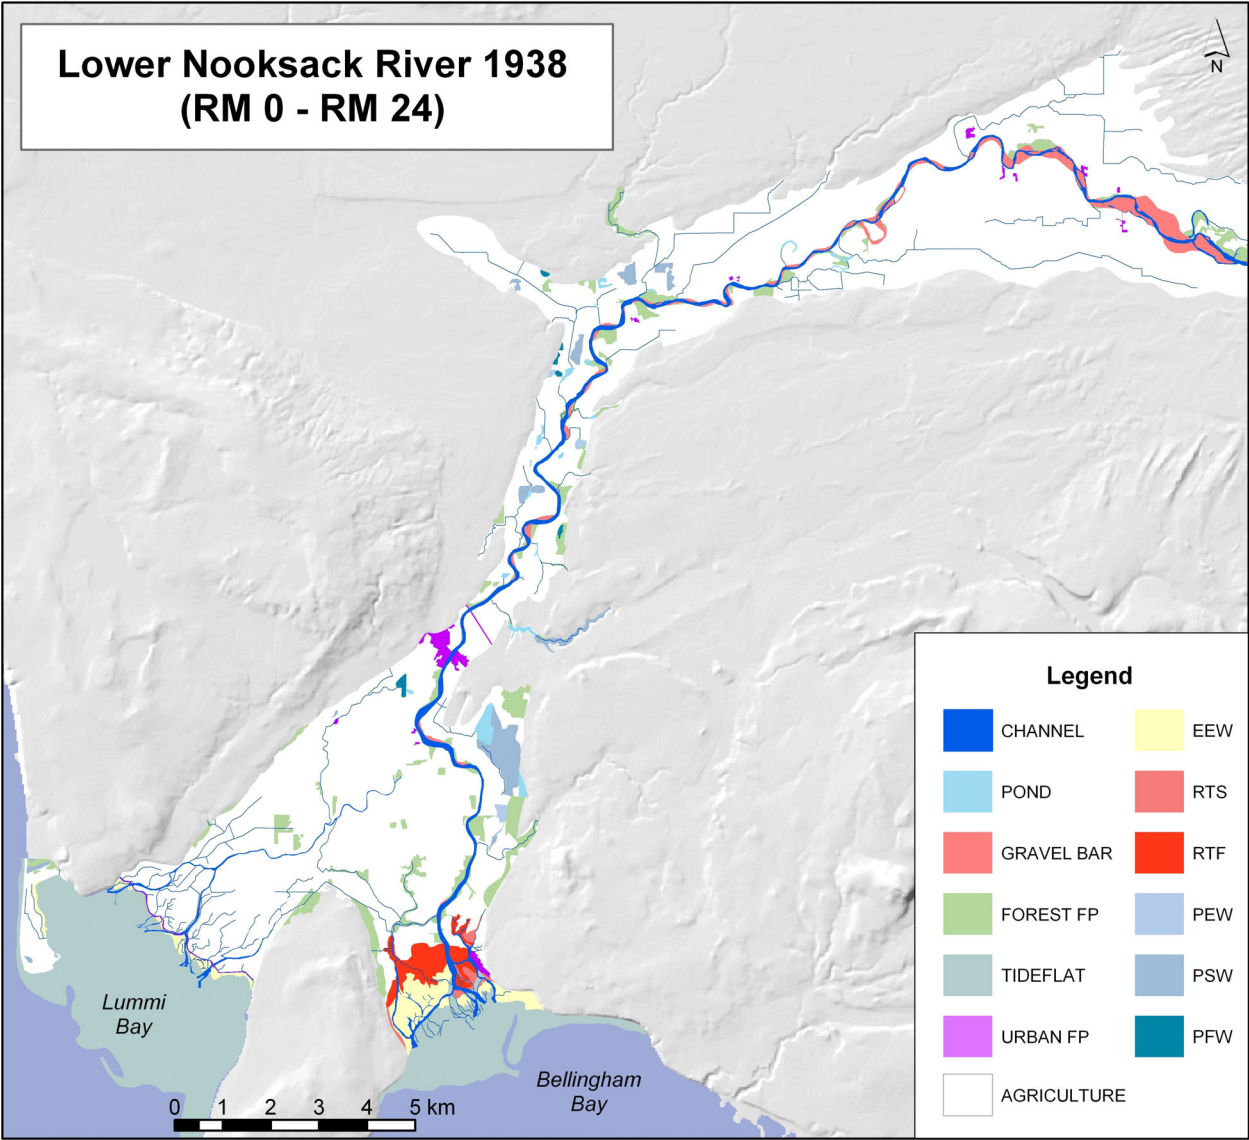 Lower Nooksack River 1938
(RM 0 - RM 24)
N
Legend
CHANNEL
EEW
POND
RTS
GRAVEL BAR
RTF
FOREST FP
PEW
TIDEFLAT
PSW
URBAN FP
PFW
AGRICULTURE
Lummi
Bay
Bellingham
Bay
0 1 2 3 4 5 km